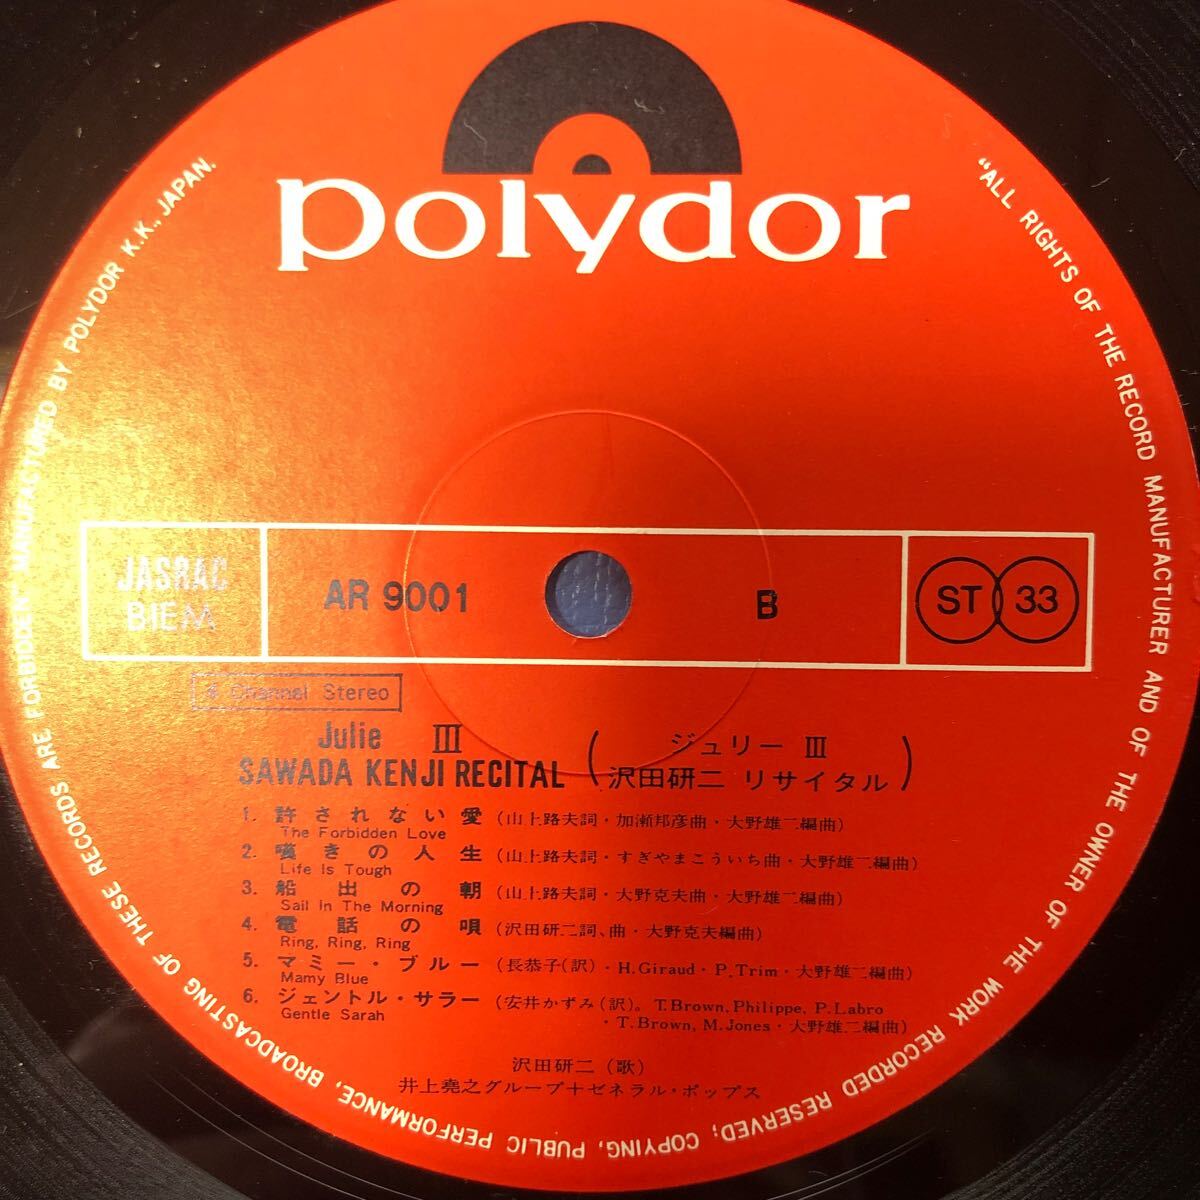 polydor
"ALL RIGHTS OF THE RECORD MANUFACTURER AND OF THE OWNER OF THE WORK RECORDED RESERVED; COPYING, PUBLIC PERFORMANCE, BROADCASTING OF THESE RECORDS ARE FORBIDDEN" MANUFACTURED BY POLYDOR K.K., JAPAN.
JASRAC
BIEM
AR 9001
B
ST 33
4 Channel Stereo
Julie III
SAWADA KENJI RECITAL
(ジュリー III
沢田研二 リサイタル)
1. 許されない愛 (山上路夫詞・加瀬邦彦曲・大野雄二編曲)
The Forbidden Love
2. 嘆きの人生 (山上路夫詞・すぎやまこういち曲・大野雄二編曲)
Life Is Tough
3. 船出の朝 (山上路夫詞・大野克夫曲・大野雄二編曲)
Sail In The Morning
4. 電話の唄 (沢田研二詞、曲・大野克夫編曲)
Ring, Ring, Ring
5. マミー・ブルー (長恭子(訳)・H.Giraud・P.Trim・大野雄二編曲)
Mamy Blue
6. ジェントル・サラー (安井かずみ(訳)。T.Brown, Philippe, P.Labro
Gentle Sarah
・T.Brown, M.Jones・大野雄二編曲)
沢田研二 (歌)
井上堯之グループ+ゼネラル・ポップス